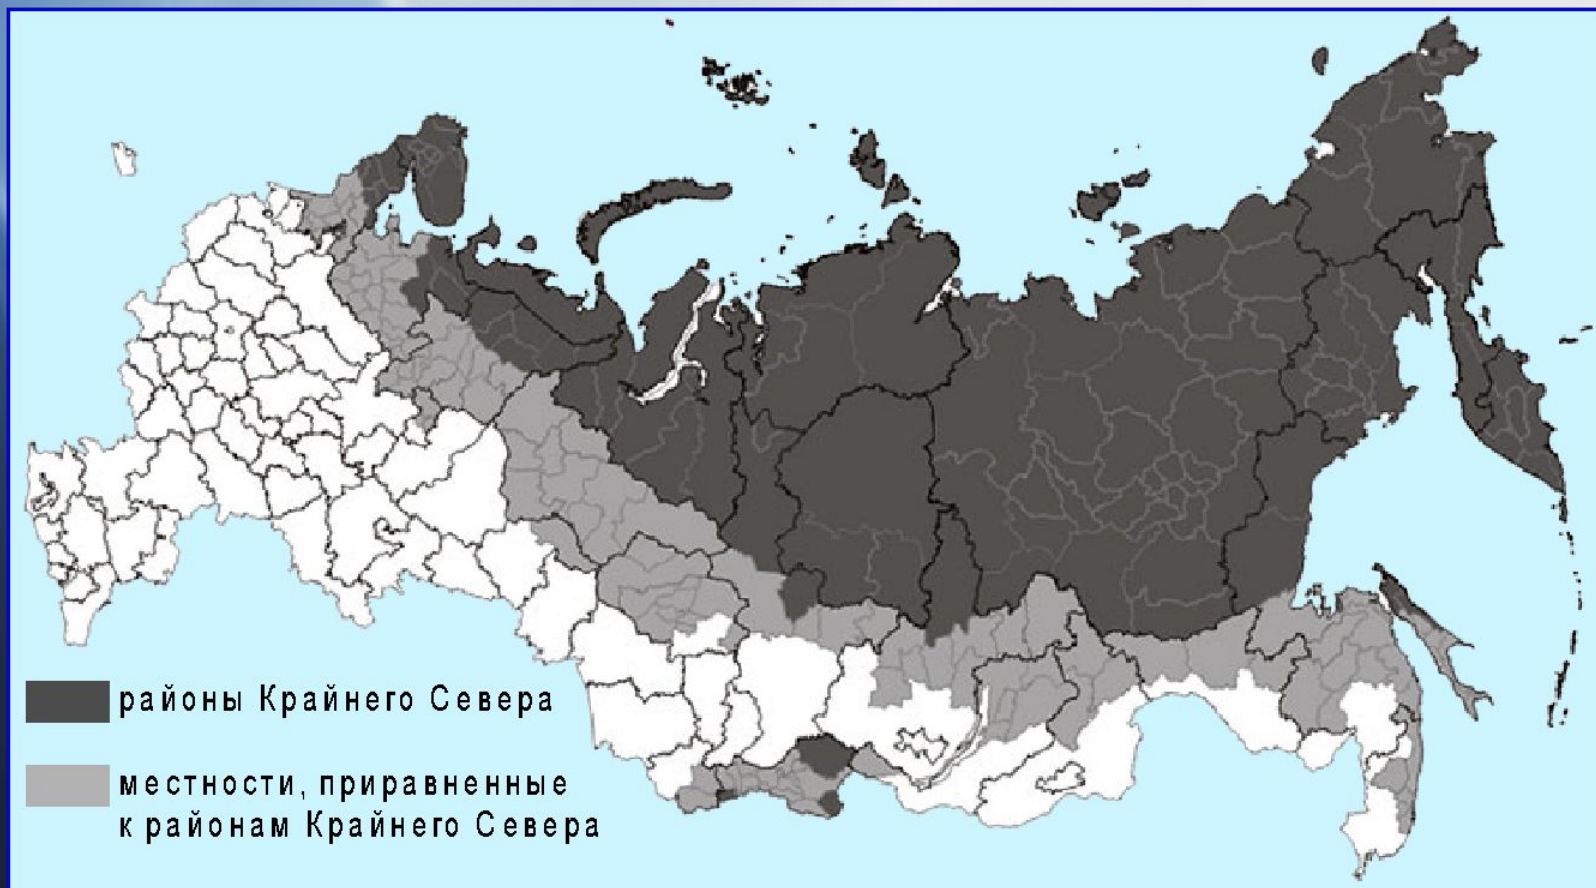 районы Крайнего Севера
местности, приравненные
к районам Крайнего Севера